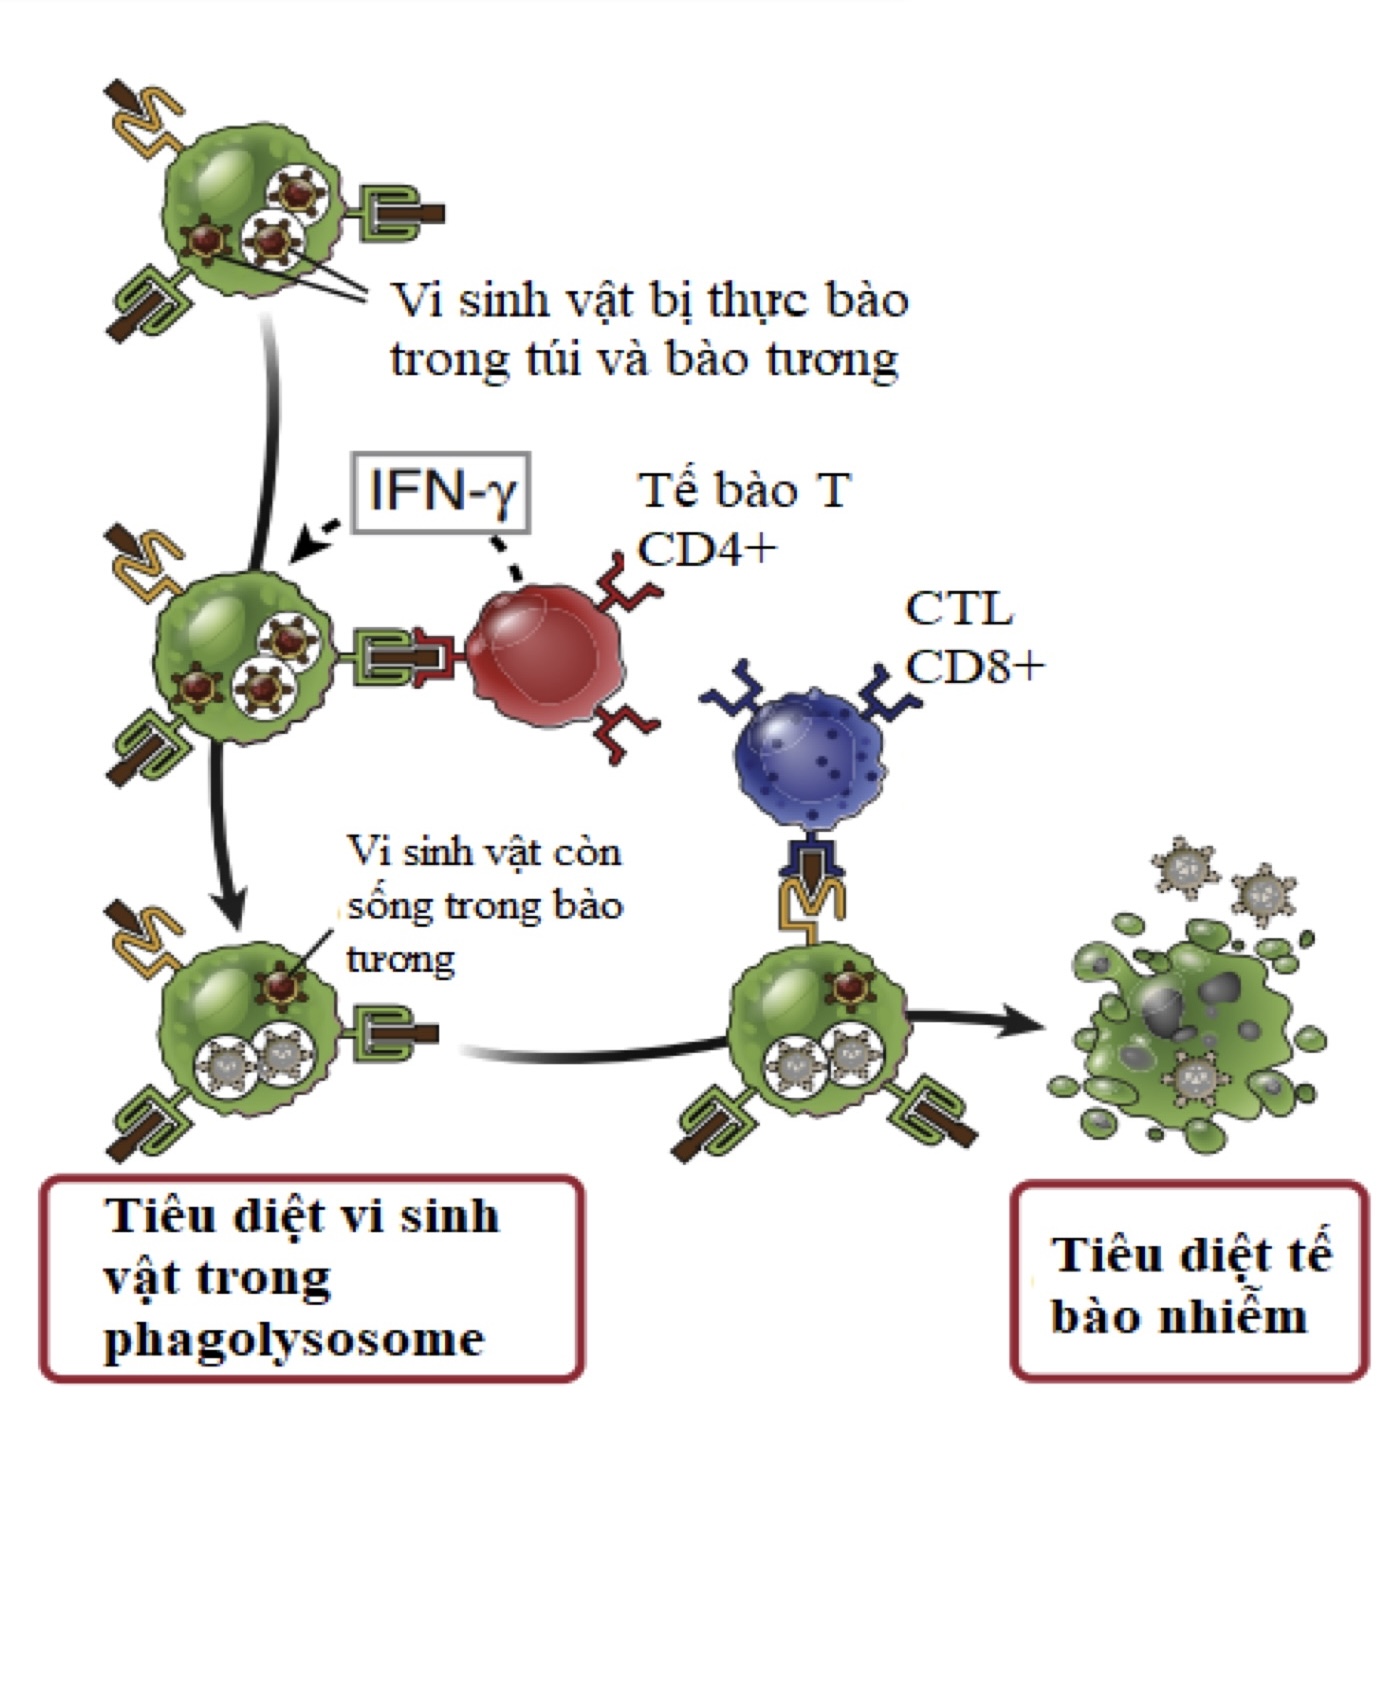 Vi sinh vật bị thực bào
trong túi và bào tương
IFN-γ
Tế bào T
CD4+
CTL
CD8+
Vi sinh vật còn
sống trong bào
tương
Tiêu diệt vi sinh
vật trong
phagolysosome
Tiêu diệt tế
bào nhiễm